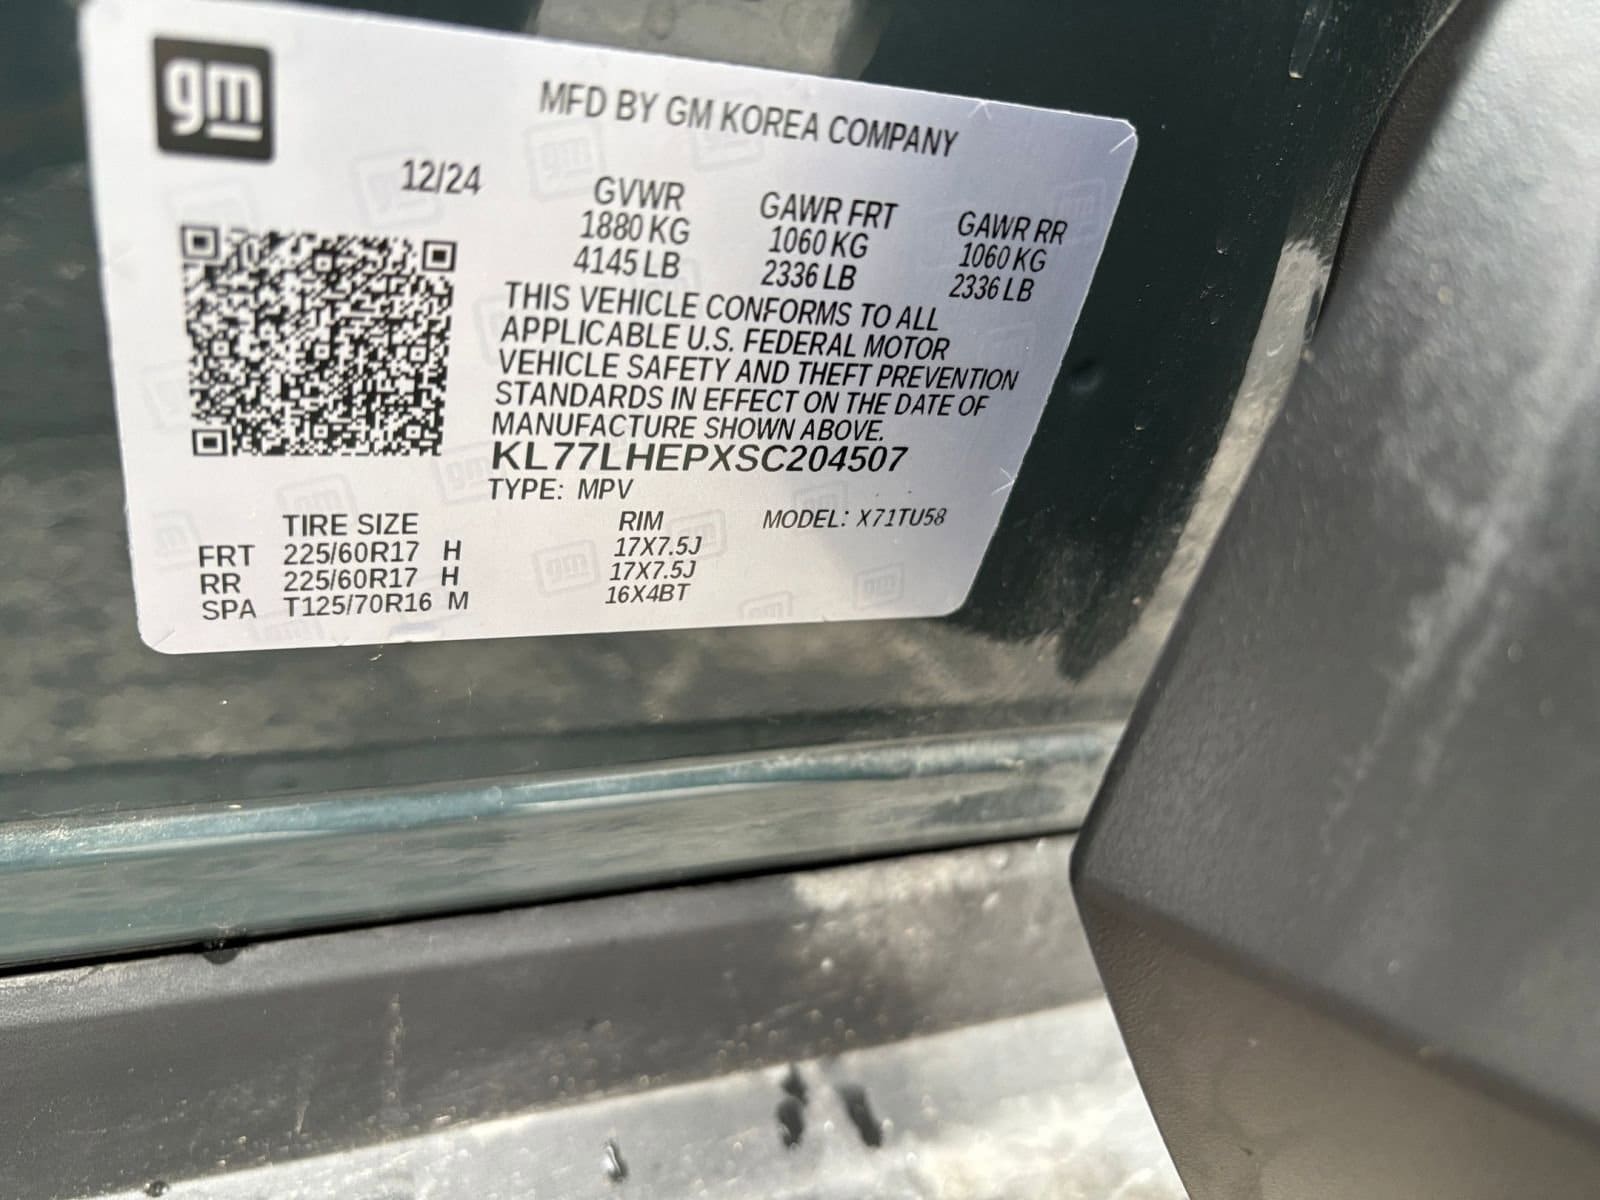 gm
MFD BY GM KOREA COMPANY
12/24
GVWR GAWR FRT GAWR RR
1880 KG 1060 KG 1060 KG
4145 LB 2336 LB 2336 LB
THIS VEHICLE CONFORMS TO ALL
APPLICABLE U.S. FEDERAL MOTOR
VEHICLE SAFETY AND THEFT PREVENTION
STANDARDS IN EFFECT ON THE DATE OF
MANUFACTURE SHOWN ABOVE.
KL77LHEPXSC204507
TYPE: MPV
TIRE SIZE RIM MODEL: X71TU58
FRT 225/60R17 H 17X7.5J
RR 225/60R17 H 17X7.5J
SPA T125/70R16 M 16X4BT